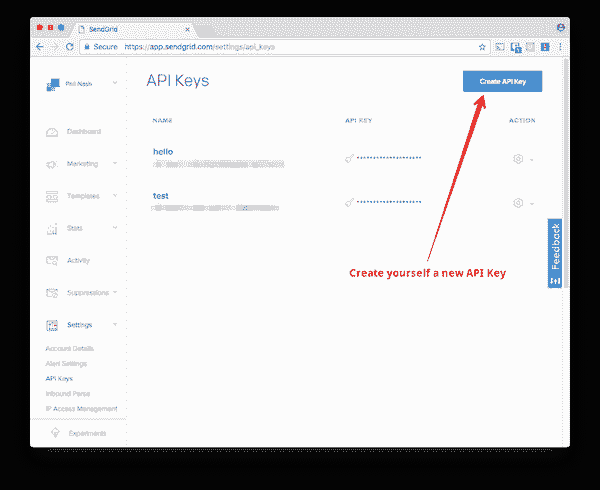 SendGrid
Secure https://app.sendgrid.com/settings/api_keys
Phil Nash
API Keys
Create API Key
Dashboard
NAME API KEY ACTION
Marketing
hello
Templates
test
Stats
Activity
Feedback
Create yourself a new API Key
Suppressions
Settings
Account Details
Alert Settings
API Keys
Inbound Parse
IP Access Management
Experiments